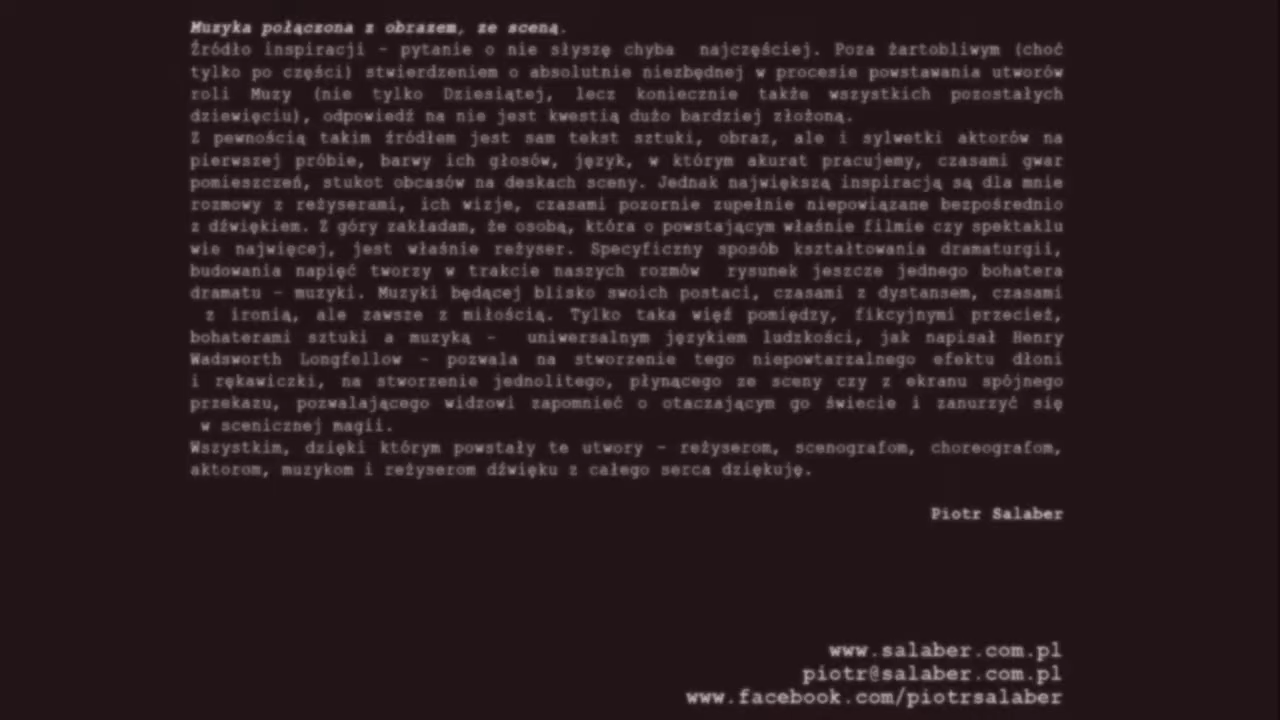 Muzyka połączona z obrazem, ze sceną.
Źródło inspiracji - pytanie o nie słyszę chyba najczęściej. Poza żartobliwym (choć
tylko po części) stwierdzeniem o absolutnie niezbędnej w procesie powstawania utworów
roli Muzy (nie tylko Dziesiątej, lecz koniecznie także wszystkich pozostałych
dziewięciu), odpowiedź na nie jest kwestią dużo bardziej złożoną.
Z pewnością takim źródłem jest sam tekst sztuki, obraz, ale i sylwetki aktorów na
pierwszej próbie, barwy ich głosów, język, w którym akurat pracujemy, czasami gwar
pomieszczeń, stukot obcasów na deskach sceny. Jednak największą inspiracją są dla mnie
rozmowy z reżyserami, ich wizje, czasami pozornie zupełnie niepowiązane bezpośrednio
z dźwiękiem. Z góry zakładam, że osobą, która o powstającym właśnie filmie czy spektaklu
wie najwięcej, jest właśnie reżyser. Specyficzny sposób kształtowania dramaturgii,
budowania napięć tworzy w trakcie naszych rozmów rysunek jeszcze jednego bohatera
dramatu - muzyki. Muzyki będącej blisko swoich postaci, czasami z dystansem, czasami
z ironią, ale zawsze z miłością. Tylko taka więź pomiędzy, fikcyjnymi przecież,
bohaterami sztuki a muzyką - uniwersalnym językiem ludzkości, jak napisał Henry
Wadsworth Longfellow - pozwala na stworzenie tego niepowtarzalnego efektu dłoni
i rękawiczki, na stworzenie jednolitego, płynącego ze sceny czy z ekranu spójnego
przekazu, pozwalającego widzowi zapomnieć o otaczającym go świecie i zanurzyć się
w scenicznej magii.
Wszystkim, dzięki którym powstały te utwory - reżyserom, scenografom, choreografom,
aktorom, muzykom i reżyserom dźwięku z całego serca dziękuję.
Piotr Salaber
www.salaber.com.pl
piotr@salaber.com.pl
www.facebook.com/piotrsalaber